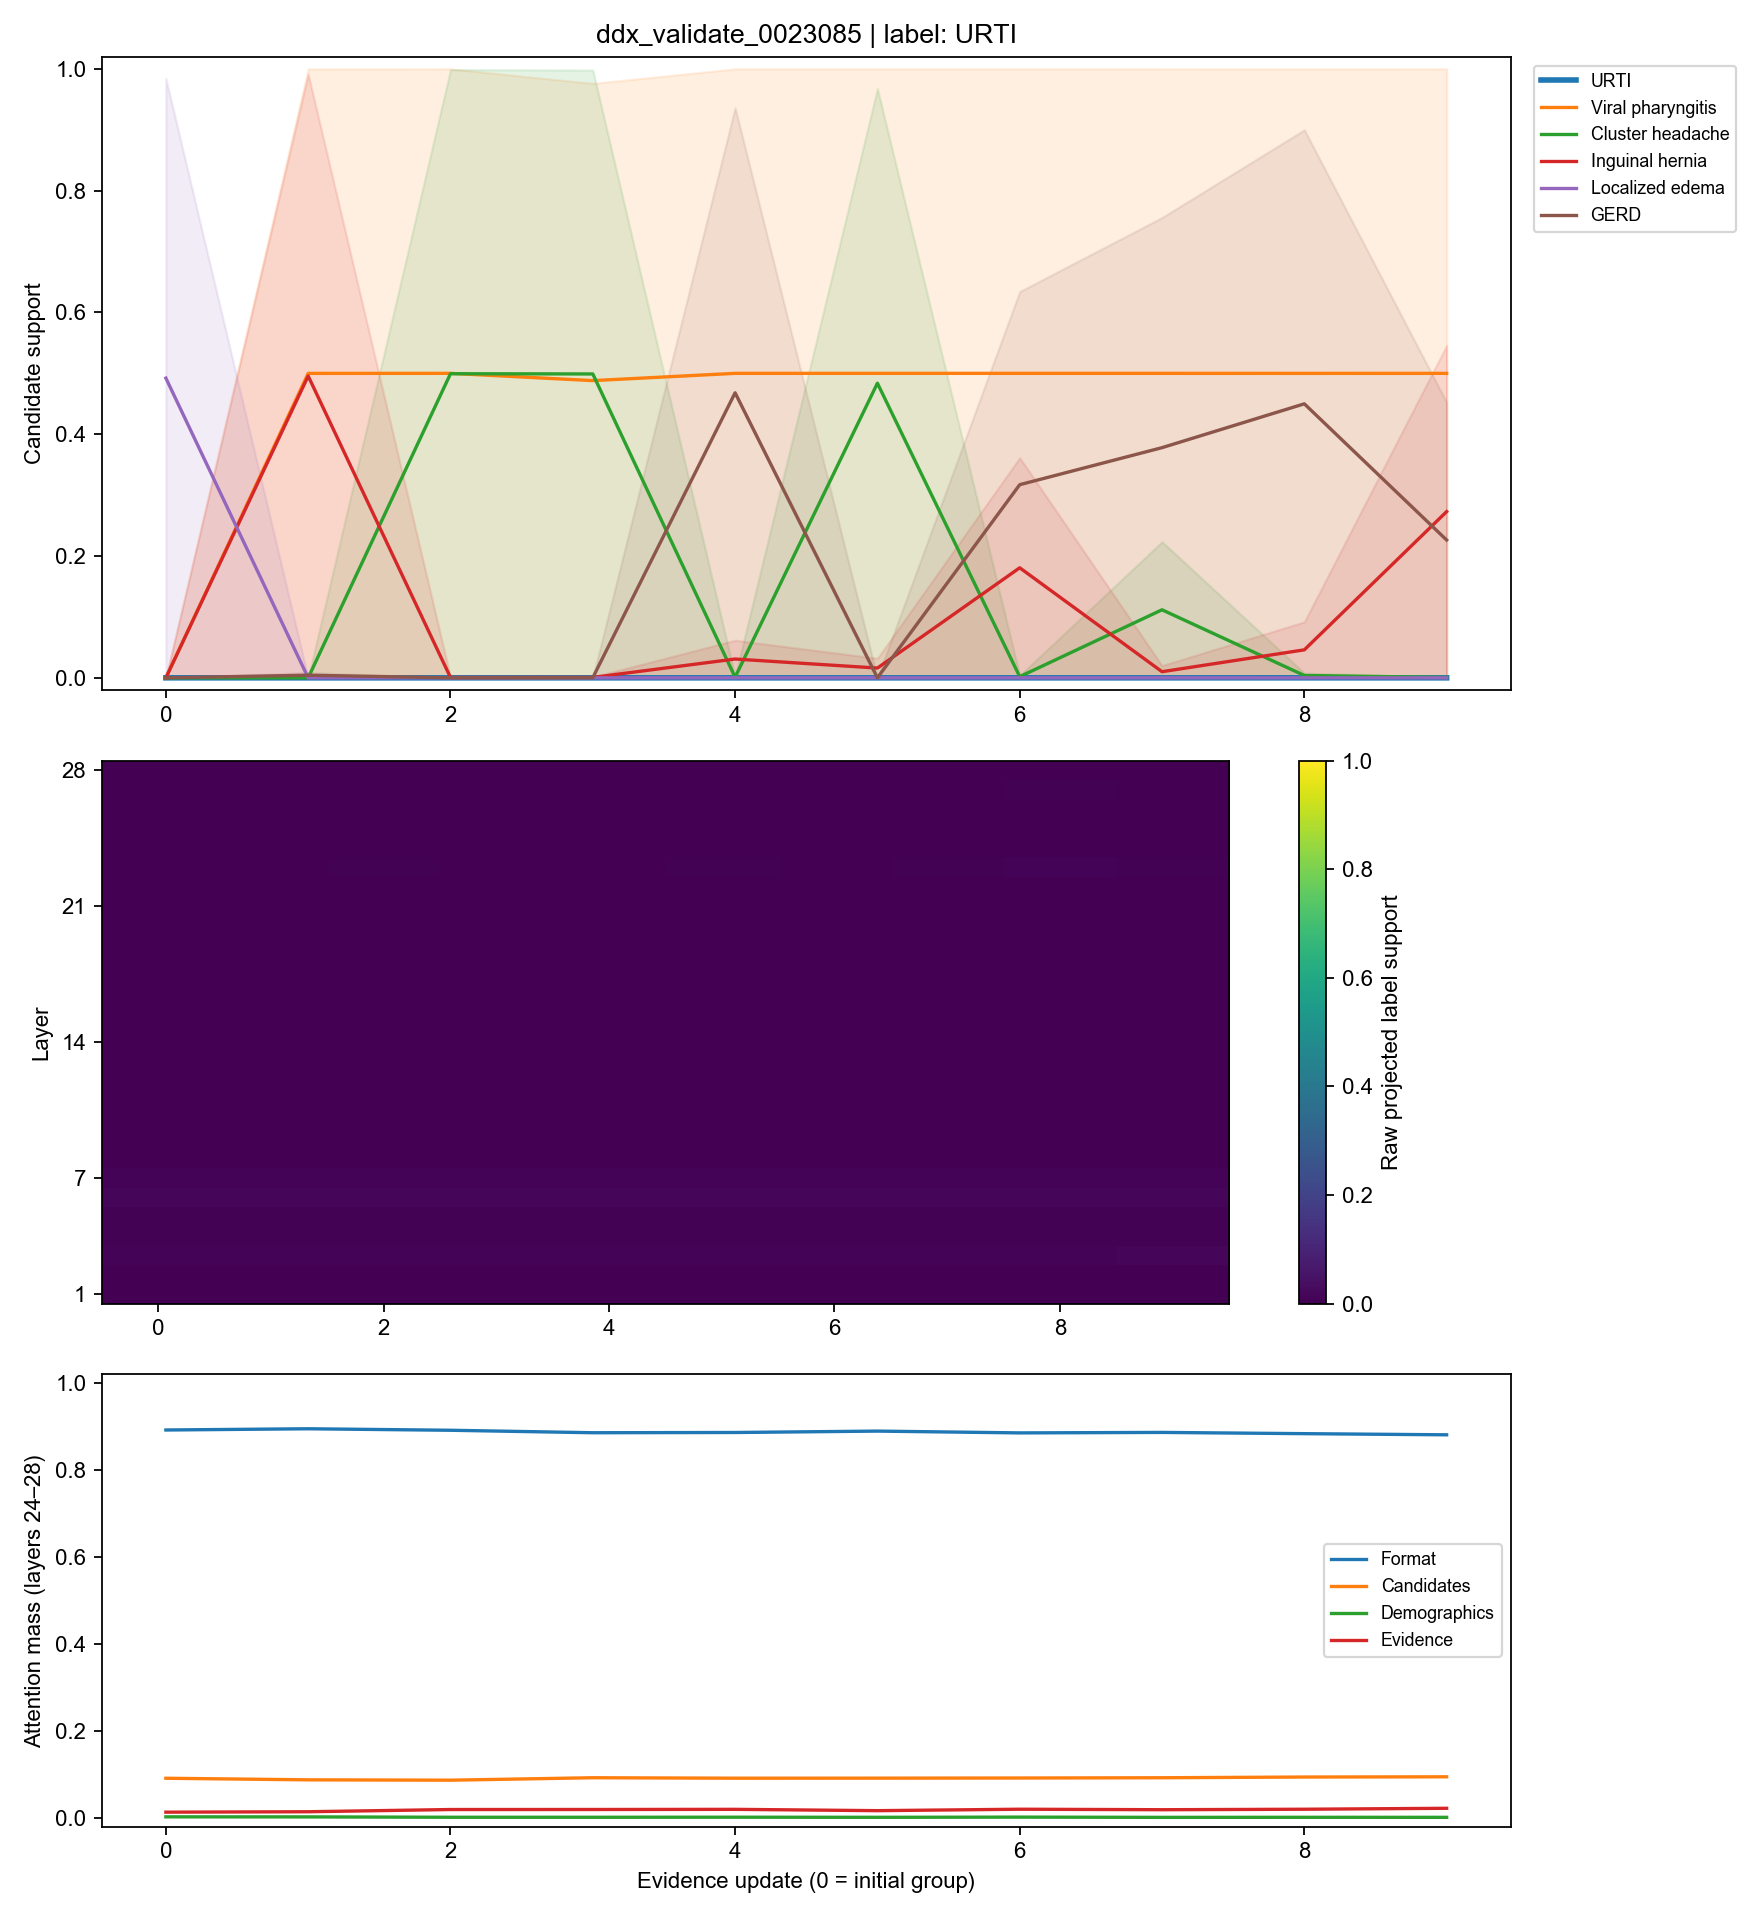 ddx_validate_0023085 | label: URTI
Candidate support
1.0
0.8
0.6
0.4
0.2
0.0
0 2 4 6 8
URTI
Viral pharyngitis
Cluster headache
Inguinal hernia
Localized edema
GERD
Layer
28
21
14
7
1
0 2 4 6 8
1.0
0.8
0.6
0.4
0.2
0.0
Raw projected label support
Attention mass (layers 24–28)
1.0
0.8
0.6
0.4
0.2
0.0
Format
Candidates
Demographics
Evidence
0 2 4 6 8
Evidence update (0 = initial group)